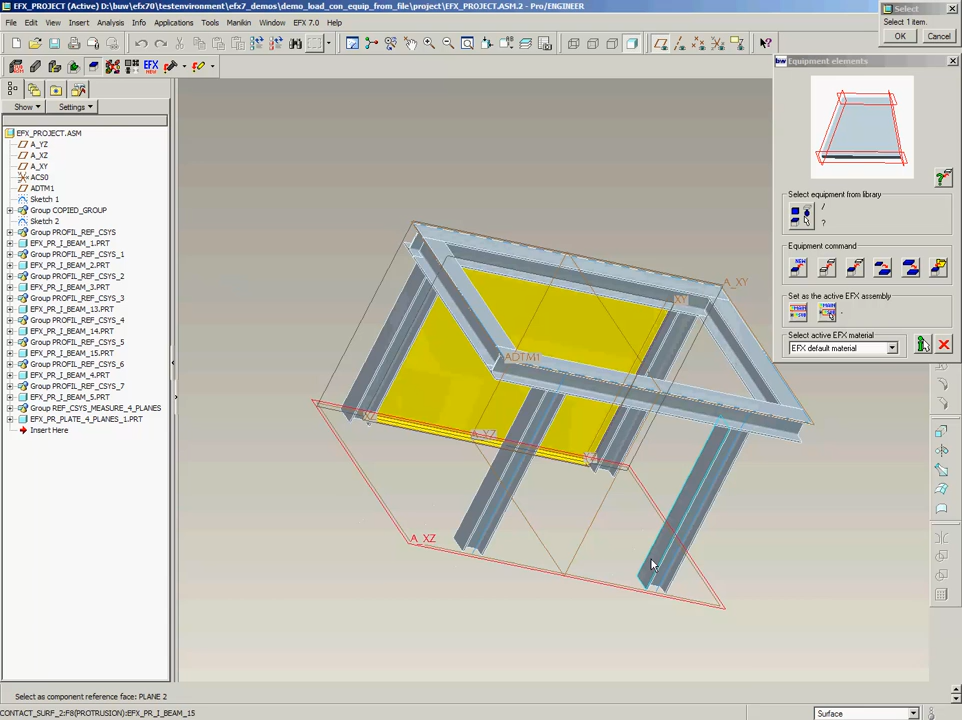 EFX_PROJECT (Active) D:\buw\efx70\testenvironment\efx7_demos\demo_load_con_equip_from_file\project\EFX_PROJECT.ASM.2 - Pro/ENGINEER
Select
Select 1 item.
OK
Cancel
File Edit View Insert Analysis Info Applications Tools Manikin Window EFX 7.0 Help
EFX
NEW
Show
Settings
EFX_PROJECT.ASM
A_YZ
A_XZ
A_XY
ACS0
ADTM1
Sketch 1
Group COPIED_GROUP
Sketch 2
Group PROFIL_REF_CSYS
EFX_PR_I_BEAM_1.PRT
Group PROFIL_REF_CSYS_1
EFX_PR_I_BEAM_2.PRT
Group PROFIL_REF_CSYS_2
EFX_PR_I_BEAM_3.PRT
Group PROFIL_REF_CSYS_3
EFX_PR_I_BEAM_13.PRT
Group PROFIL_REF_CSYS_4
EFX_PR_I_BEAM_14.PRT
Group PROFIL_REF_CSYS_5
EFX_PR_I_BEAM_15.PRT
Group PROFIL_REF_CSYS_6
EFX_PR_I_BEAM_4.PRT
Group PROFIL_REF_CSYS_7
EFX_PR_I_BEAM_5.PRT
Group REF_CSYS_MEASURE_4_PLANES
EFX_PR_PLATE_4_PLANES_1.PRT
Insert Here
A_XY
ADTM1
A_YZ
A_XZ
bw Equipment elements
Select equipment from library
/
?
Equipment command
NEW
Set as the active EFX assembly
Select active EFX material
EFX default material
Select as component reference face: PLANE 2
CONTACT_SURF_2:F8(PROTRUSION):EFX_PR_I_BEAM_15
Surface